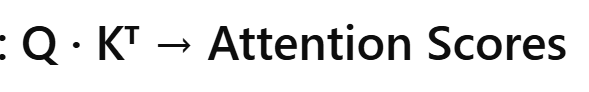 : Q · Kᵀ → Attention Scores